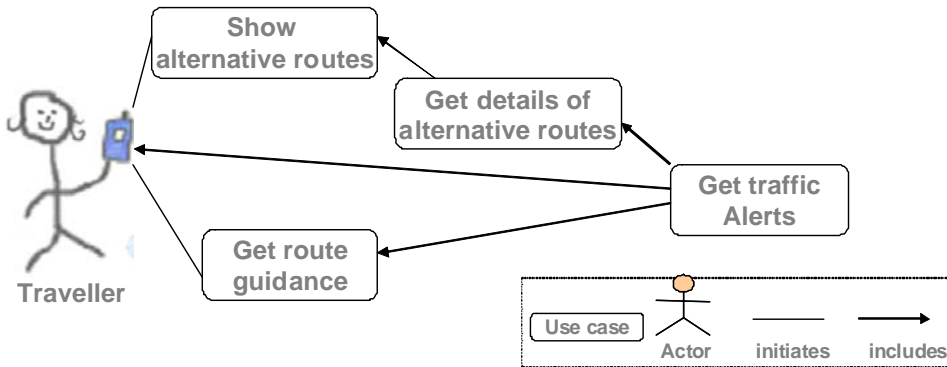 Show
alternative routes
Get details of
alternative routes
Get traffic
Alerts
Get route
guidance
Traveller
Use case
Actor
initiates
includes